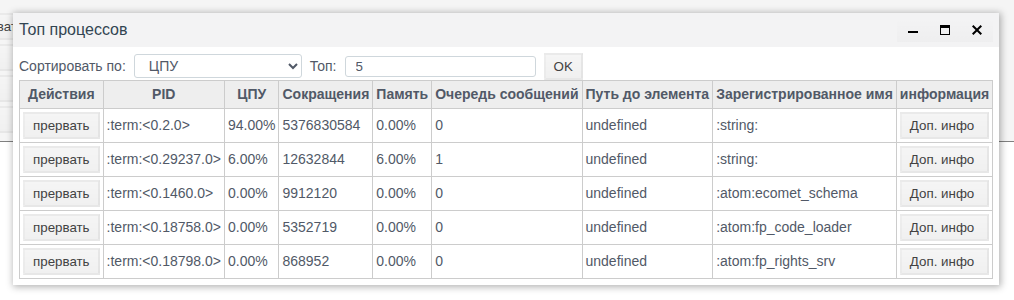 Топ процессов
Сортировать по: ЦПУ Топ: 5 OK
Действия PID ЦПУ Сокращения Память Очередь сообщений Путь до элемента Зарегистрированное имя информация
прервать :term:<0.2.0> 94.00% 5376830584 0.00% 0 undefined :string: Доп. инфо
прервать :term:<0.29237.0> 6.00% 12632844 6.00% 1 undefined :string: Доп. инфо
прервать :term:<0.1460.0> 0.00% 9912120 0.00% 0 undefined :atom:ecomet_schema Доп. инфо
прервать :term:<0.18758.0> 0.00% 5352719 0.00% 0 undefined :atom:fp_code_loader Доп. инфо
прервать :term:<0.18798.0> 0.00% 868952 0.00% 0 undefined :atom:fp_rights_srv Доп. инфо